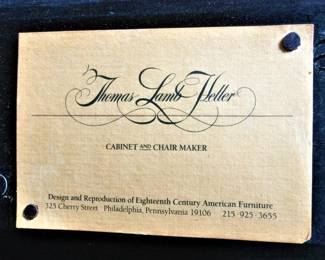 Thomas Lamb Heller
CABINET AND CHAIR MAKER
Design and Reproduction of Eighteenth Century American Furniture
325 Cherry Street Philadelphia, Pennsylvania 19106 215·925·3655